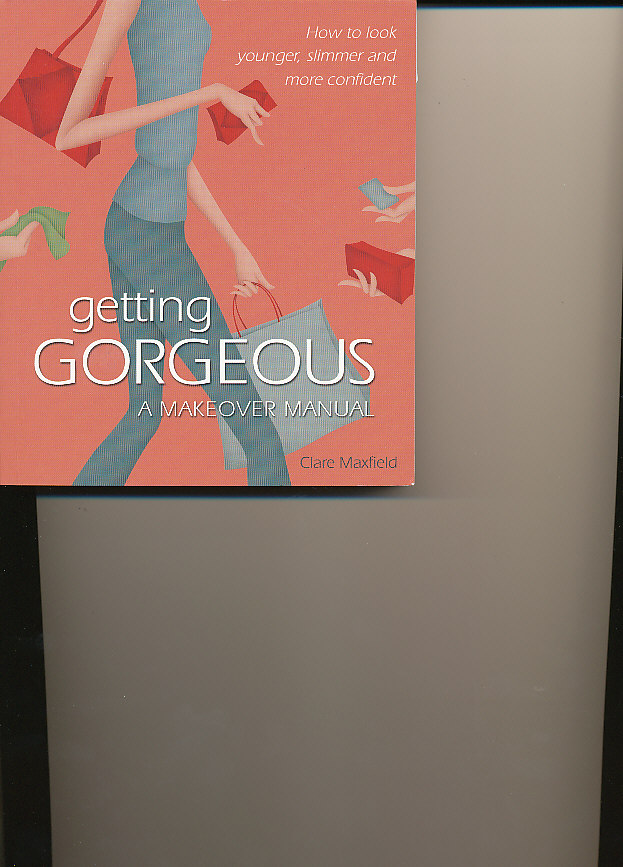 How to look
younger, slimmer and
more confident
getting
GORGEOUS
A MAKEOVER MANUAL
Clare Maxfield